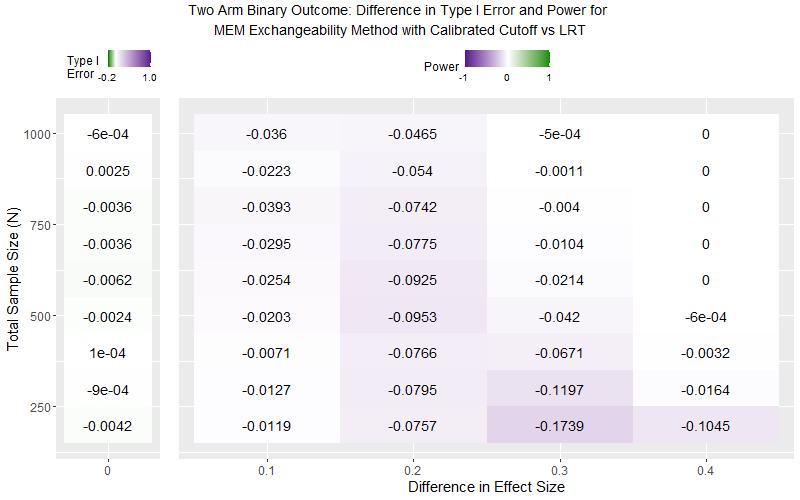 Two Arm Binary Outcome: Difference in Type I Error and Power for
MEM Exchangeability Method with Calibrated Cutoff vs LRT
Type I
Error
-0.2 1.0
Power
-1 0 1
Total Sample Size (N)
1000 -6e-04 -0.036 -0.0465 -5e-04 0
0.0025 -0.0223 -0.054 -0.0011 0
-0.0036 -0.0393 -0.0742 -0.004 0
750
-0.0036 -0.0295 -0.0775 -0.0104 0
-0.0062 -0.0254 -0.0925 -0.0214 0
500 -0.0024 -0.0203 -0.0953 -0.042 -6e-04
1e-04 -0.0071 -0.0766 -0.0671 -0.0032
-9e-04 -0.0127 -0.0795 -0.1197 -0.0164
250
-0.0042 -0.0119 -0.0757 -0.1739 -0.1045
0 0.1 0.2 0.3 0.4
Difference in Effect Size